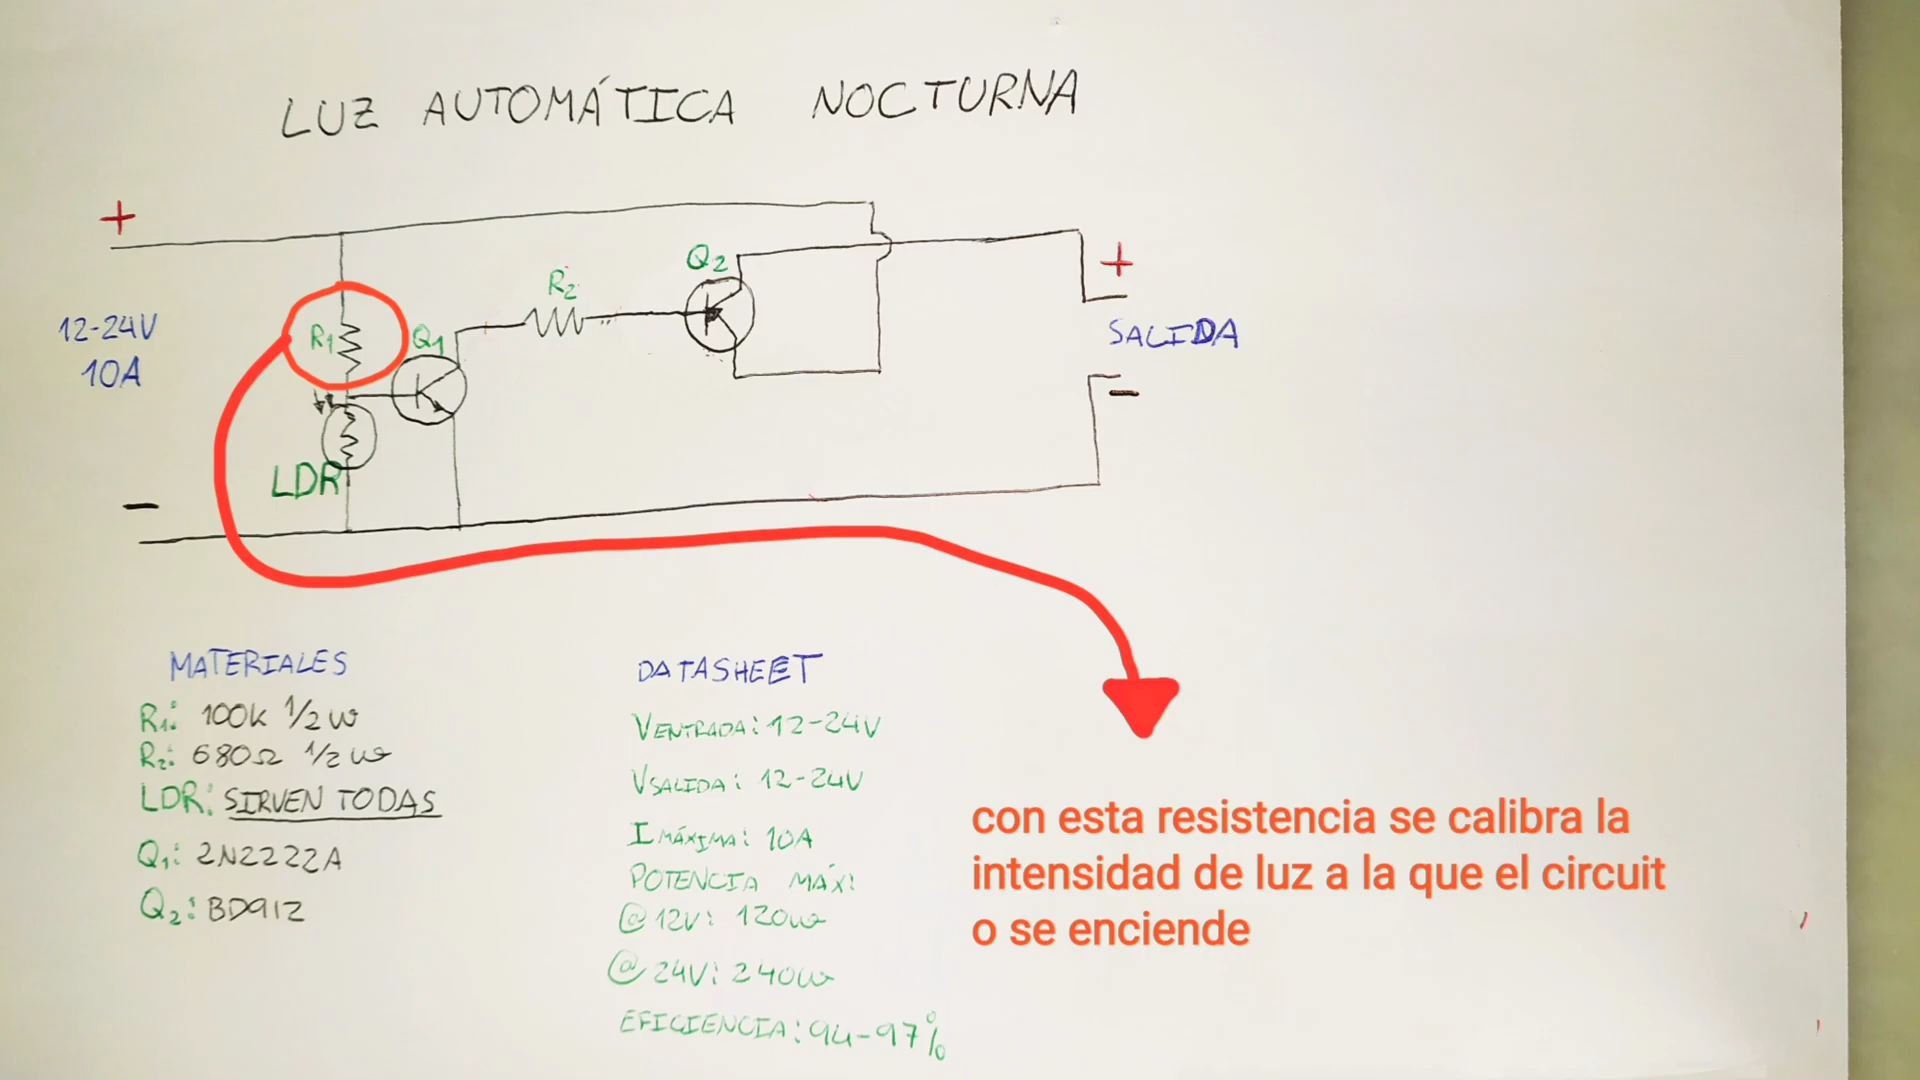 LUZ AUTOMÁTICA NOCTURNA
+
Q2
+
R2
12-24V
R1
Q1
SALIDA
10A
-
LDR
-
MATERIALES
R1: 100K 1/2 W
R2: 680Ω 1/2 W
LDR: SIRVEN TODAS
Q1: 2N2222A
Q2: BD912
DATASHEET
VENTRADA: 12-24V
VSALIDA: 12-24V
I MÁXIMA: 10A
POTENCIA MÁX:
@ 12V: 120W
@ 24V: 240W
EFICIENCIA: 94-97%
con esta resistencia se calibra la
intensidad de luz a la que el circuit
o se enciende